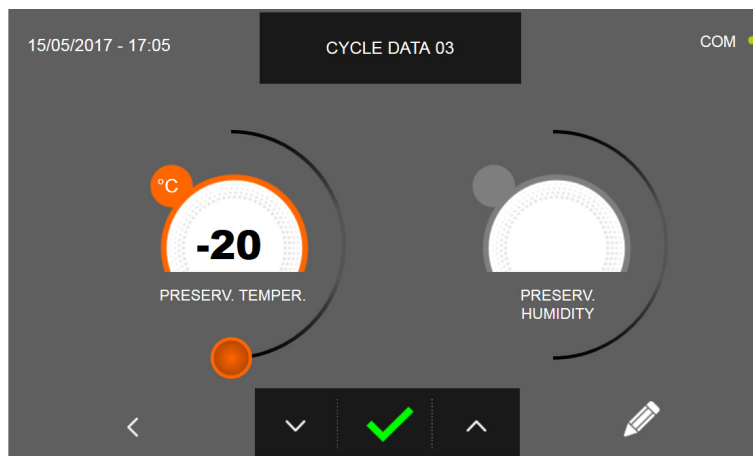 15/05/2017 - 17:05
CYCLE DATA 03
COM
°C
-20
PRESERV. TEMPER.
PRESERV.
HUMIDITY